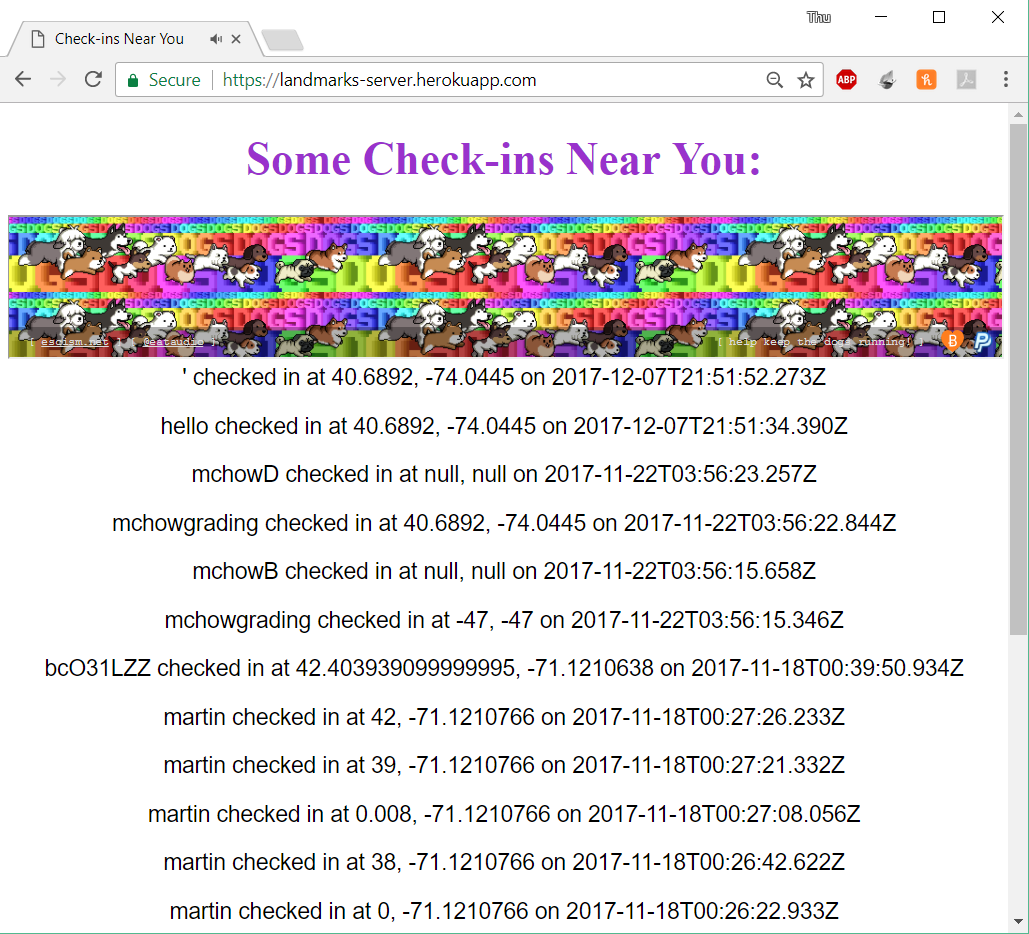 Thu
Check-ins Near You
Secure https://landmarks-server.herokuapp.com
ABP
Some Check-ins Near You:
[ esoism.net ] [ @eataudio ]
[ help keep the dogs running! ]
' checked in at 40.6892, -74.0445 on 2017-12-07T21:51:52.273Z
hello checked in at 40.6892, -74.0445 on 2017-12-07T21:51:34.390Z
mchowD checked in at null, null on 2017-11-22T03:56:23.257Z
mchowgrading checked in at 40.6892, -74.0445 on 2017-11-22T03:56:22.844Z
mchowB checked in at null, null on 2017-11-22T03:56:15.658Z
mchowgrading checked in at -47, -47 on 2017-11-22T03:56:15.346Z
bcO31LZZ checked in at 42.403939099999995, -71.1210638 on 2017-11-18T00:39:50.934Z
martin checked in at 42, -71.1210766 on 2017-11-18T00:27:26.233Z
martin checked in at 39, -71.1210766 on 2017-11-18T00:27:21.332Z
martin checked in at 0.008, -71.1210766 on 2017-11-18T00:27:08.056Z
martin checked in at 38, -71.1210766 on 2017-11-18T00:26:42.622Z
martin checked in at 0, -71.1210766 on 2017-11-18T00:26:22.933Z